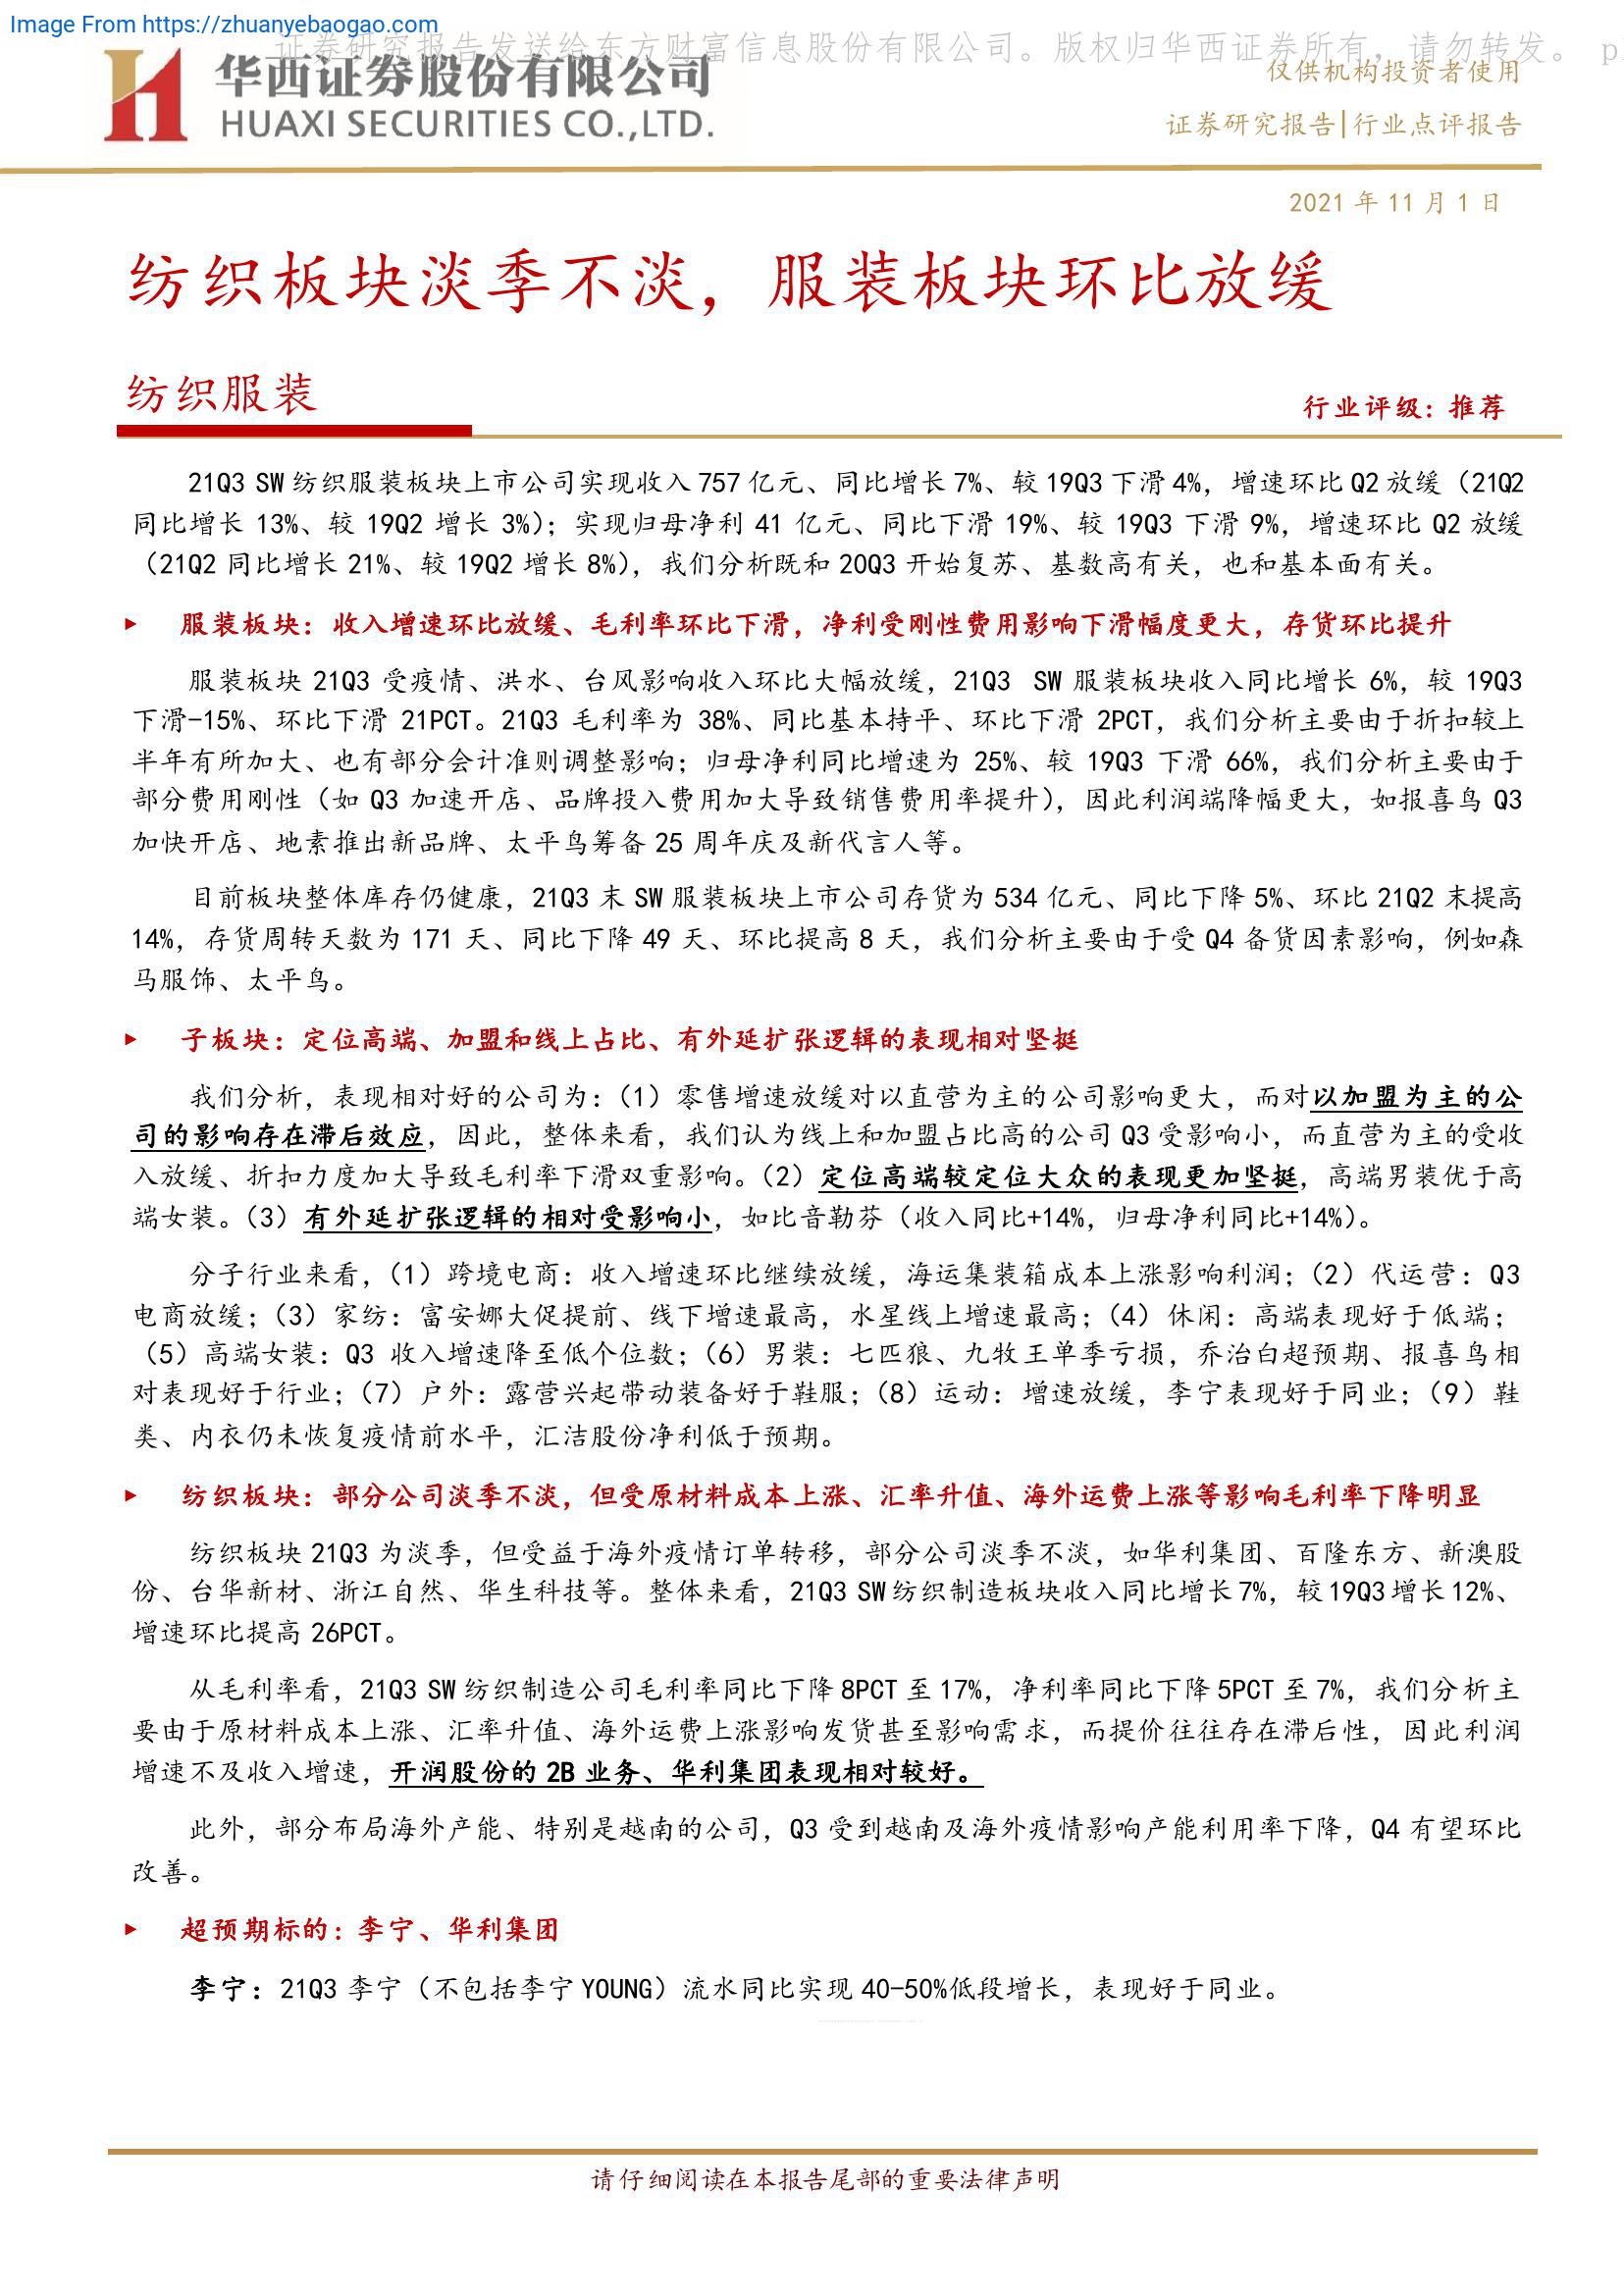 Image From https://zhuanyebaogao.com
证券研究报告发送给东方财富信息股份有限公司。版权归华西证券所有，请勿转发。 p
华西证券股份有限公司
HUAXI SECURITIES CO.,LTD.
仅供机构投资者使用
证券研究报告|行业点评报告
2021 年 11 月 1 日
纺织板块淡季不淡，服装板块环比放缓
纺织服装
行业评级：推荐
21Q3 SW 纺织服装板块上市公司实现收入 757 亿元、同比增长 7%、较 19Q3 下滑 4%，增速环比 Q2 放缓（21Q2
同比增长 13%、较 19Q2 增长 3%）；实现归母净利 41 亿元、同比下滑 19%、较 19Q3 下滑 9%，增速环比 Q2 放缓
（21Q2 同比增长 21%、较 19Q2 增长 8%），我们分析既和 20Q3 开始复苏、基数高有关，也和基本面有关。
▸ 服装板块：收入增速环比放缓、毛利率环比下滑，净利受刚性费用影响下滑幅度更大，存货环比提升
服装板块 21Q3 受疫情、洪水、台风影响收入环比大幅放缓，21Q3 SW 服装板块收入同比增长 6%，较 19Q3
下滑-15%、环比下滑 21PCT。21Q3 毛利率为 38%、同比基本持平、环比下滑 2PCT，我们分析主要由于折扣较上
半年有所加大、也有部分会计准则调整影响；归母净利同比增速为 25%、较 19Q3 下滑 66%，我们分析主要由于
部分费用刚性（如 Q3 加速开店、品牌投入费用加大导致销售费用率提升），因此利润端降幅更大，如报喜鸟 Q3
加快开店、地素推出新品牌、太平鸟筹备 25 周年庆及新代言人等。
目前板块整体库存仍健康，21Q3 末 SW 服装板块上市公司存货为 534 亿元、同比下降 5%、环比 21Q2 末提高
14%，存货周转天数为 171 天、同比下降 49 天、环比提高 8 天，我们分析主要由于受 Q4 备货因素影响，例如森
马服饰、太平鸟。
▸ 子板块：定位高端、加盟和线上占比、有外延扩张逻辑的表现相对坚挺
我们分析，表现相对好的公司为：（1）零售增速放缓对以直营为主的公司影响更大，而对以加盟为主的公
司的影响存在滞后效应，因此，整体来看，我们认为线上和加盟占比高的公司 Q3 受影响小，而直营为主的受收
入放缓、折扣力度加大导致毛利率下滑双重影响。（2）定位高端较定位大众的表现更加坚挺，高端男装优于高
端女装。（3）有外延扩张逻辑的相对受影响小，如比音勒芬（收入同比+14%，归母净利同比+14%）。
分子行业来看，（1）跨境电商：收入增速环比继续放缓，海运集装箱成本上涨影响利润；（2）代运营：Q3
电商放缓；（3）家纺：富安娜大促提前、线下增速最高，水星线上增速最高；（4）休闲：高端表现好于低端；
（5）高端女装：Q3 收入增速降至低个位数；（6）男装：七匹狼、九牧王单季亏损，乔治白超预期、报喜鸟相
对表现好于行业；（7）户外：露营兴起带动装备好于鞋服；（8）运动：增速放缓，李宁表现好于同业；（9）鞋
类、内衣仍未恢复疫情前水平，汇洁股份净利低于预期。
▸ 纺织板块：部分公司淡季不淡，但受原材料成本上涨、汇率升值、海外运费上涨等影响毛利率下降明显
纺织板块 21Q3 为淡季，但受益于海外疫情订单转移，部分公司淡季不淡，如华利集团、百隆东方、新澳股
份、台华新材、浙江自然、华生科技等。整体来看，21Q3 SW 纺织制造板块收入同比增长 7%，较 19Q3 增长 12%、
增速环比提高 26PCT。
从毛利率看，21Q3 SW 纺织制造公司毛利率同比下降 8PCT 至 17%，净利率同比下降 5PCT 至 7%，我们分析主
要由于原材料成本上涨、汇率升值、海外运费上涨影响发货甚至影响需求，而提价往往存在滞后性，因此利润
增速不及收入增速，开润股份的 2B 业务、华利集团表现相对较好。
此外，部分布局海外产能、特别是越南的公司，Q3 受到越南及海外疫情影响产能利用率下降，Q4 有望环比
改善。
▸ 超预期标的：李宁、华利集团
李宁：21Q3 李宁（不包括李宁 YOUNG）流水同比实现 40-50%低段增长，表现好于同业。
请仔细阅读在本报告尾部的重要法律声明